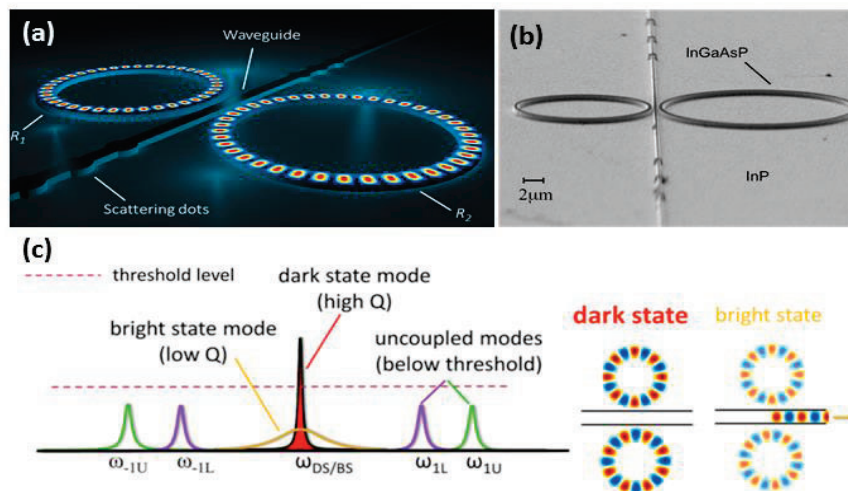 (a)
Waveguide
R1
Scattering dots
R2
(b)
InGaAsP
2μm
InP
(c)
threshold level
dark state mode
(high Q)
bright state mode
(low Q)
uncoupled modes
(below threshold)
ω-1U
ω-1L
ωDS/BS
ω1L
ω1U
dark state
bright state